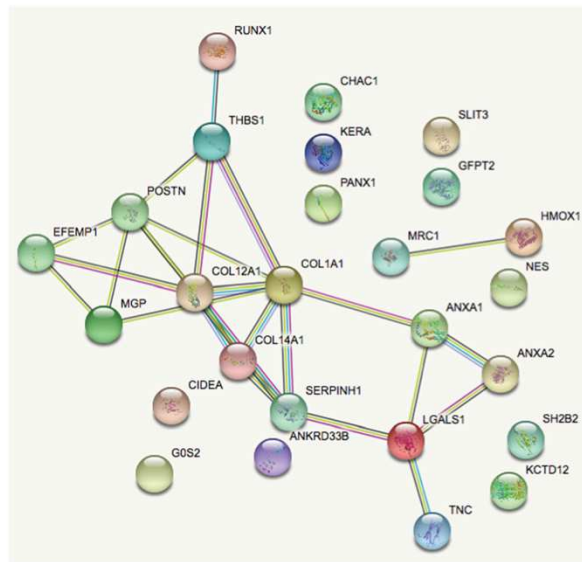 RUNX1
CHAC1
SLIT3
THBS1
KERA
GFPT2
PANX1
POSTN
HMOX1
EFEMP1
MRC1
COL12A1
COL1A1
NES
MGP
ANXA1
COL14A1
ANXA2
CIDEA
SERPINH1
LGALS1
SH2B2
ANKRD33B
G0S2
KCTD12
TNC